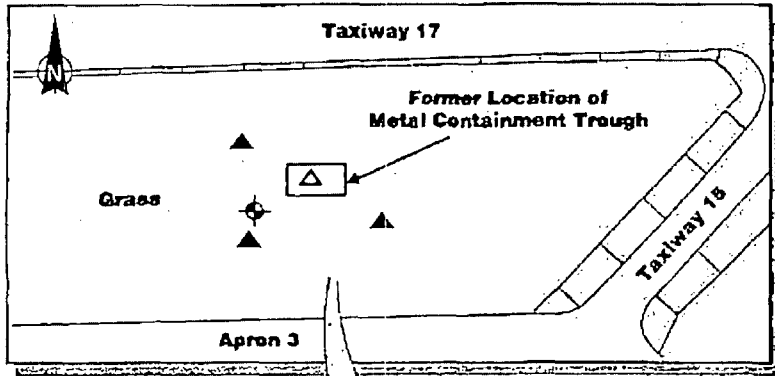 Taxiway 17
N
Former Location of
Metal Containment Trough
Grass
Taxiway 15
Apron 3